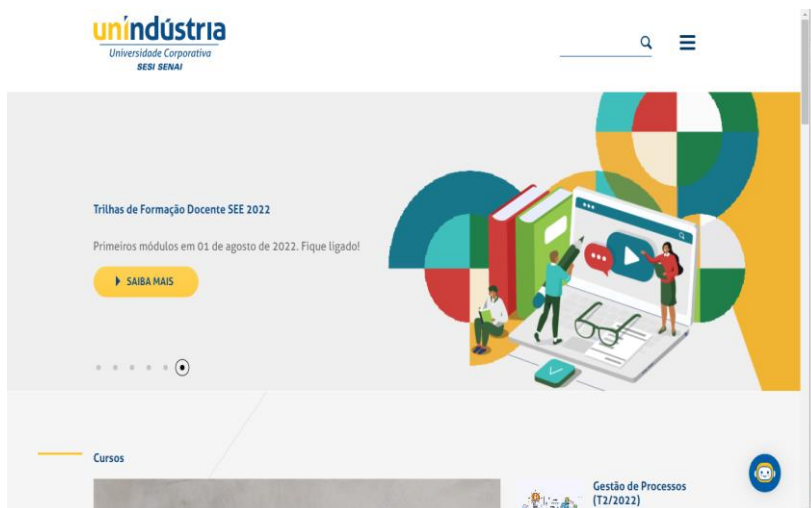 unindústria
Universidade Corporativa
SESI SENAI
Trilhas de Formação Docente SEE 2022
Primeiros módulos em 01 de agosto de 2022. Fique ligado!
SAIBA MAIS
Cursos
Gestão de Processos
(T2/2022)